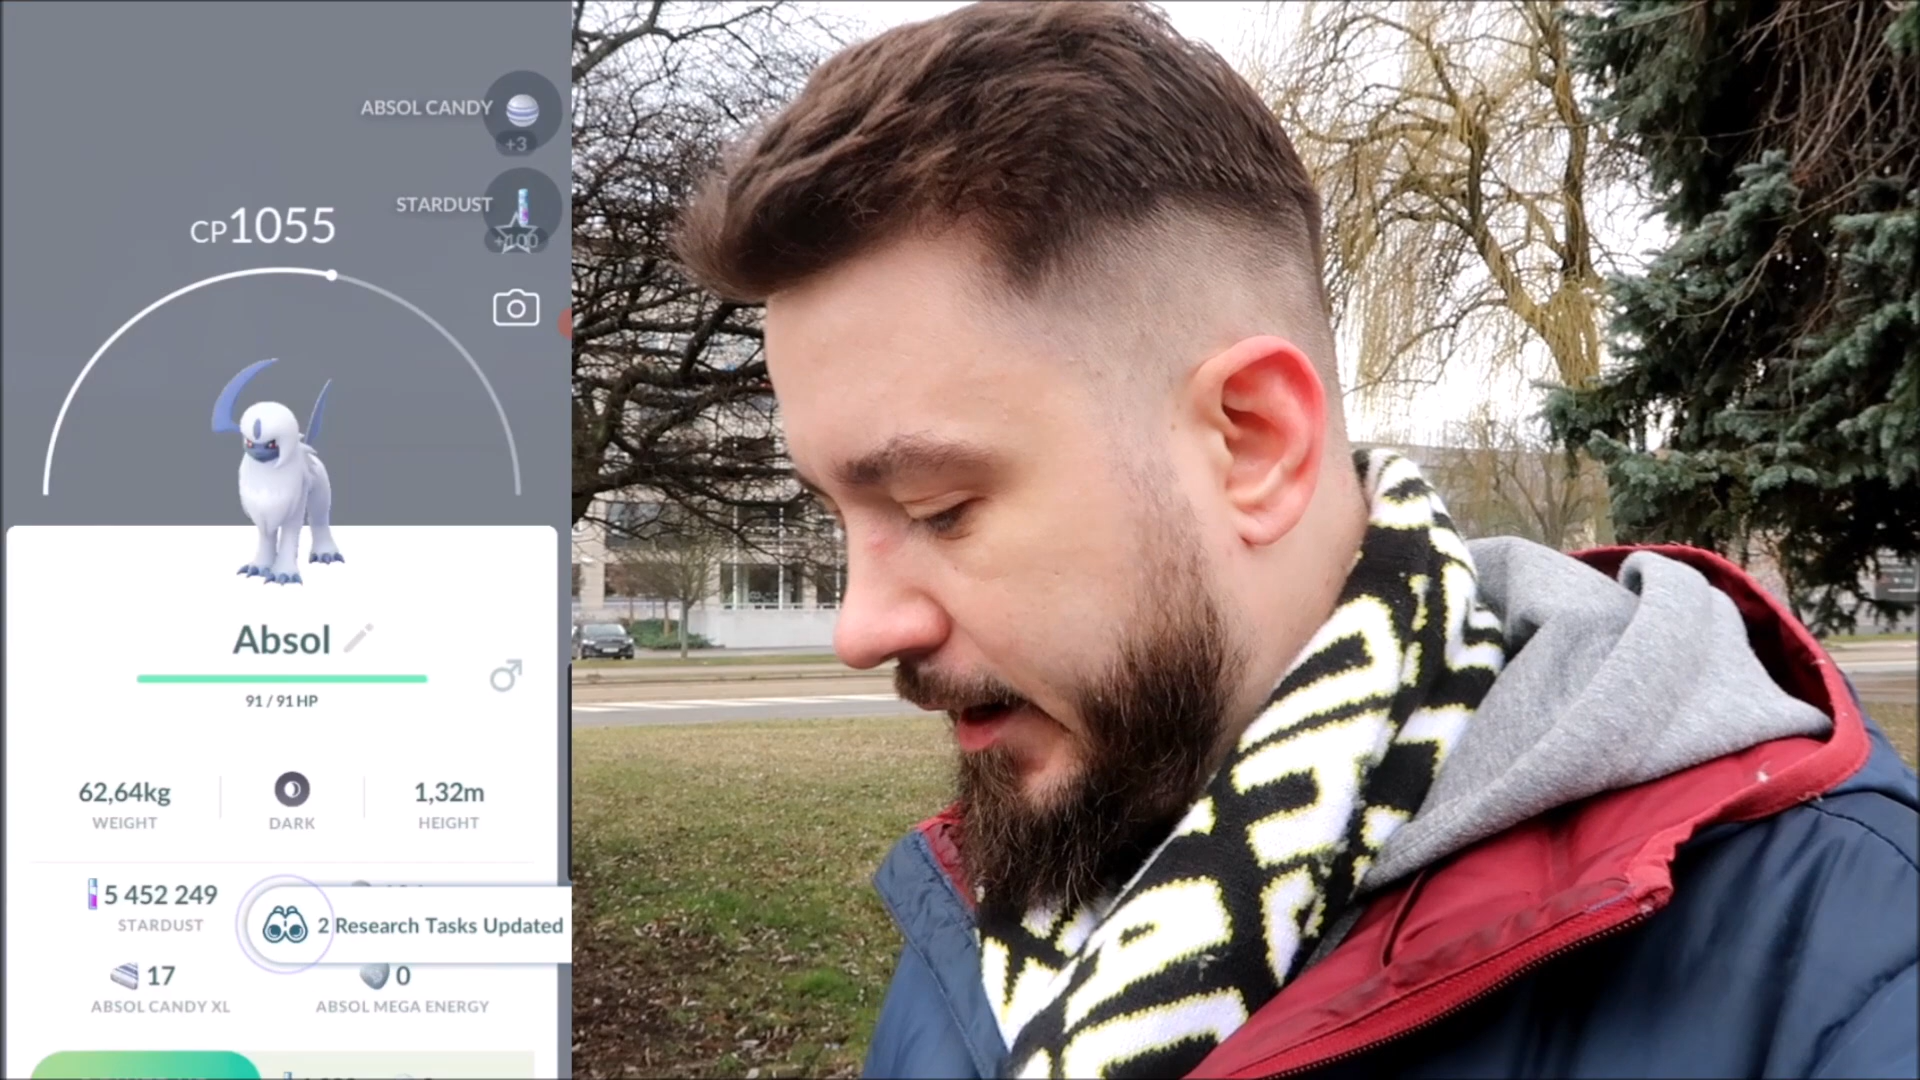 ABSOL CANDY
+3
STARDUST
+100
CP1055
Absol
91 / 91 HP
62,64kg
WEIGHT
DARK
1,32m
HEIGHT
5 452 249
STARDUST
2 Research Tasks Updated
17
ABSOL CANDY XL
0
ABSOL MEGA ENERGY